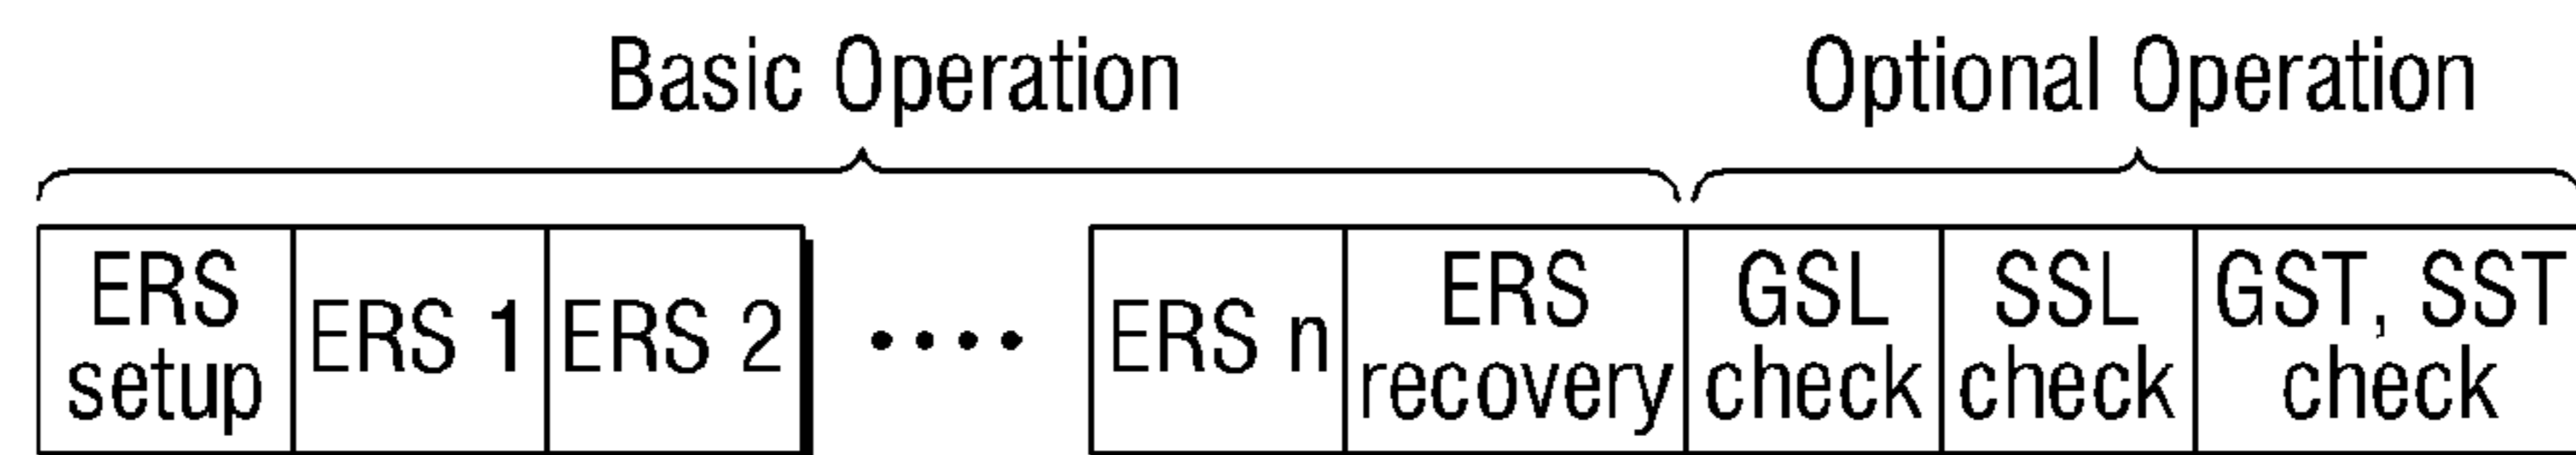 Basic Operation
Optional Operation
ERS
setup
ERS 1
ERS 2
....
ERS n
ERS
recovery
GSL
check
SSL
check
GST, SST
check